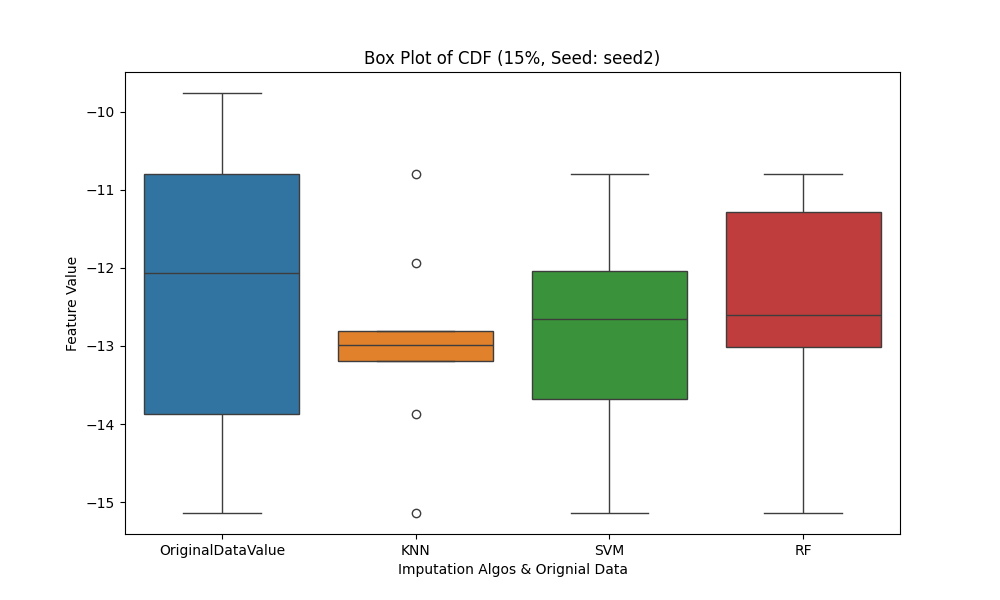 Box Plot of CDF (15%, Seed: seed2)
Feature Value
−10
−11
−12
−13
−14
−15
OriginalDataValue
KNN
SVM
RF
Imputation Algos & Orignial Data